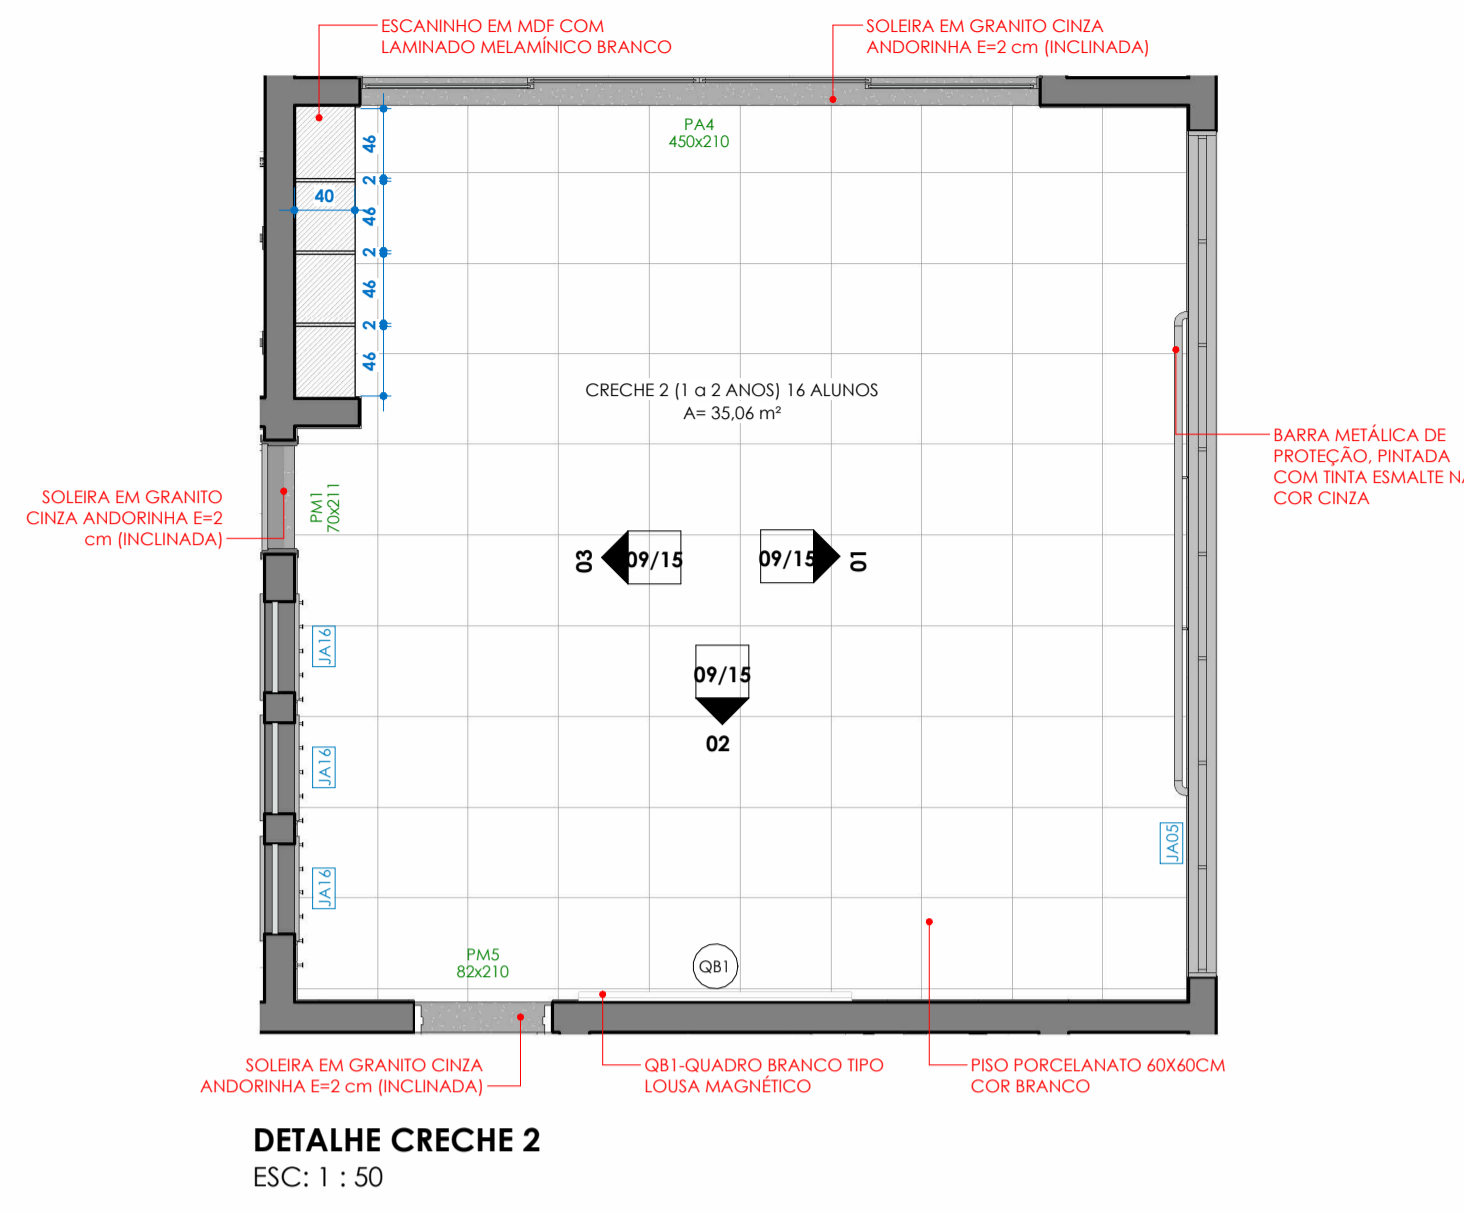 ESCANINHO EM MDF COM
LAMINADO MELAMÍNICO BRANCO
SOLEIRA EM GRANITO CINZA
ANDORINHA E=2 cm (INCLINADA)
PA4
450x210
46
2
40
46
2
46
2
46
CRECHE 2 (1 a 2 ANOS) 16 ALUNOS
A= 35,06 m²
BARRA METÁLICA DE
PROTEÇÃO, PINTADA
COM TINTA ESMALTE NA
COR CINZA
SOLEIRA EM GRANITO
CINZA ANDORINHA E=2
cm (INCLINADA)
PM1
70x211
03
09/15
09/15
01
09/15
02
JA16
JA16
JA16
JA05
PM5
82x210
QB1
SOLEIRA EM GRANITO CINZA
ANDORINHA E=2 cm (INCLINADA)
QB1-QUADRO BRANCO TIPO
LOUSA MAGNÉTICO
PISO PORCELANATO 60X60CM
COR BRANCO
DETALHE CRECHE 2
ESC: 1 : 50